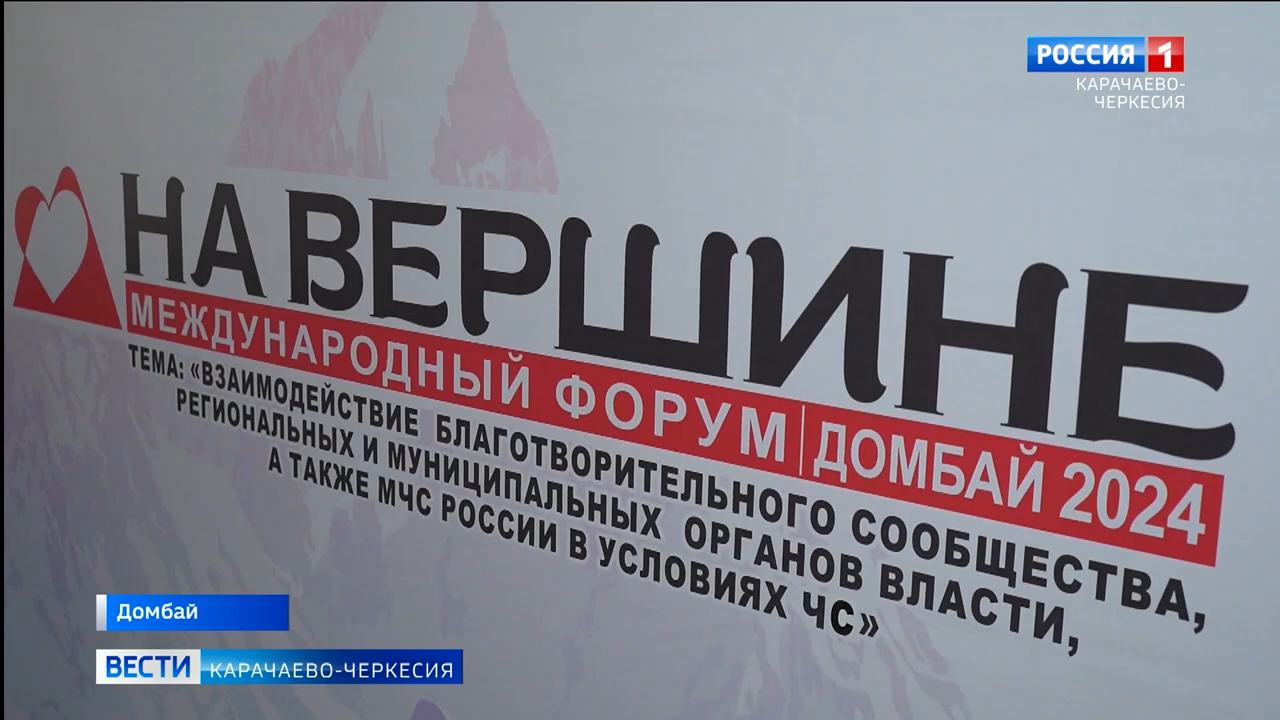 РОССИЯ 1
КАРАЧАЕВО-
ЧЕРКЕСИЯ
НА ВЕРШИНЕ
МЕЖДУНАРОДНЫЙ ФОРУМ | ДОМБАЙ 2024
ТЕМА: «ВЗАИМОДЕЙСТВИЕ БЛАГОТВОРИТЕЛЬНОГО СООБЩЕСТВА,
РЕГИОНАЛЬНЫХ И МУНИЦИПАЛЬНЫХ ОРГАНОВ ВЛАСТИ,
А ТАКЖЕ МЧС РОССИИ В УСЛОВИЯХ ЧС»
Домбай
ВЕСТИ КАРАЧАЕВО-ЧЕРКЕСИЯ